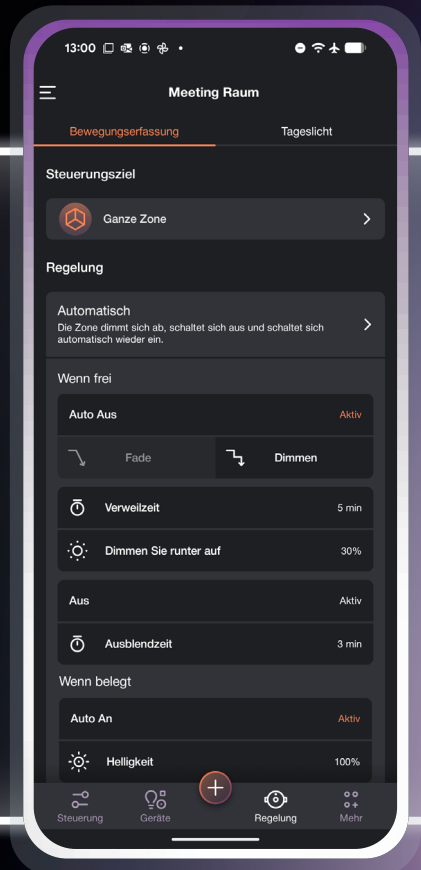 13:00
Meeting Raum
Bewegungserfassung
Tageslicht
Steuerungsziel
Ganze Zone
Regelung
Automatisch
Die Zone dimmt sich ab, schaltet sich aus und schaltet sich
automatisch wieder ein.
Wenn frei
Auto Aus Aktiv
Fade Dimmen
Verweilzeit 5 min
Dimmen Sie runter auf 30%
Aus Aktiv
Ausblendzeit 3 min
Wenn belegt
Auto An Aktiv
Helligkeit 100%
Steuerung Geräte Regelung Mehr